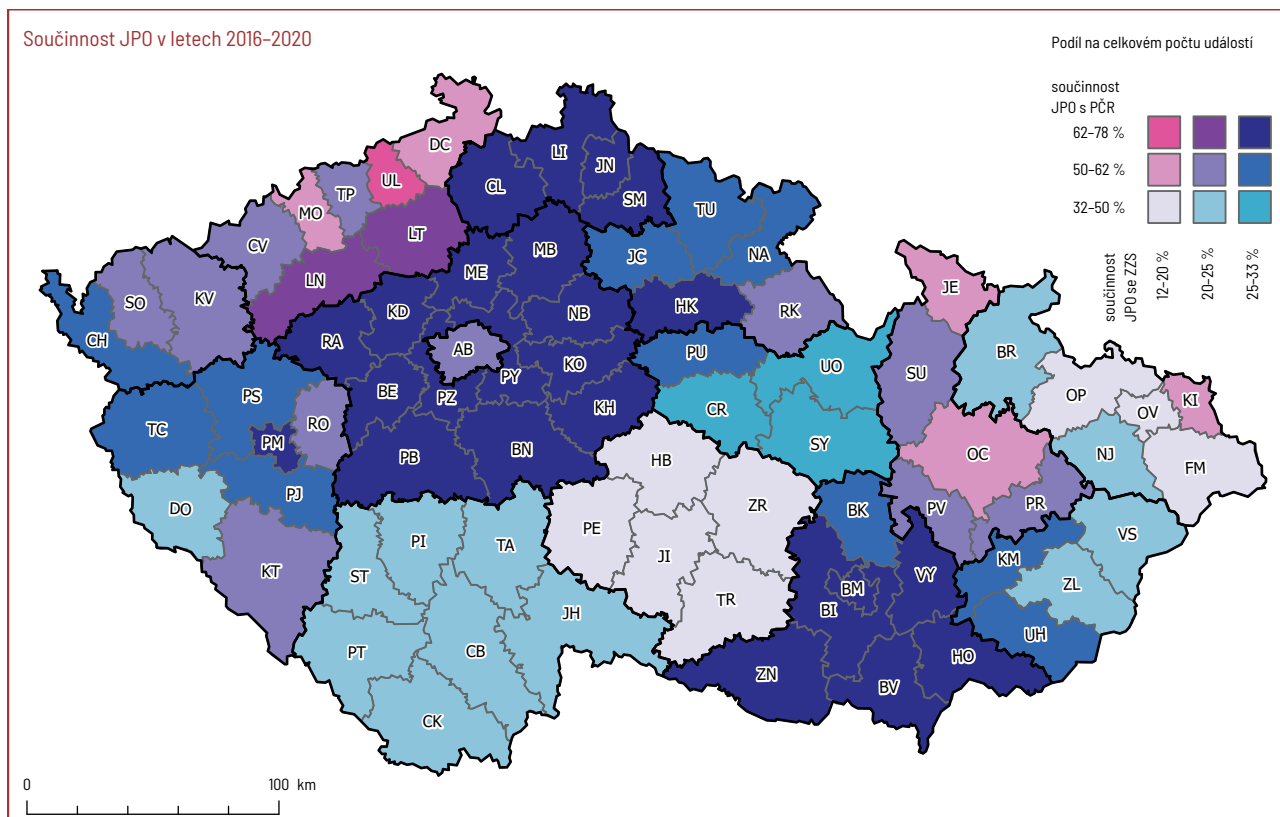 Součinnost JPO v letech 2016–2020
Podíl na celkovém počtu událostí
součinnost
JPO s PČR
62–78 %
50–62 %
32–50 %
součinnost
JPO se ZZS
12–20 %
20–25 %
25–33 %
DC
LI
JN
UL
TP
CL
SM
MO
TU
LT
CV
MB
JC
NA
ME
LN
JE
SO
KV
HK
RK
KD
NB
CH
RA
AB
PU
BR
UO
KO
PY
SU
BE
PS
OP
PZ
KI
KH
CR
OV
RO
TC
PM
SY
BN
OC
NJ
PB
HB
FM
PJ
ZR
PR
DO
BK
PV
PE
VS
PI
TA
JI
KM
KT
ST
VY
ZL
BM
TR
BI
JH
UH
PT
CB
HO
ZN
BV
CK
0
100 km